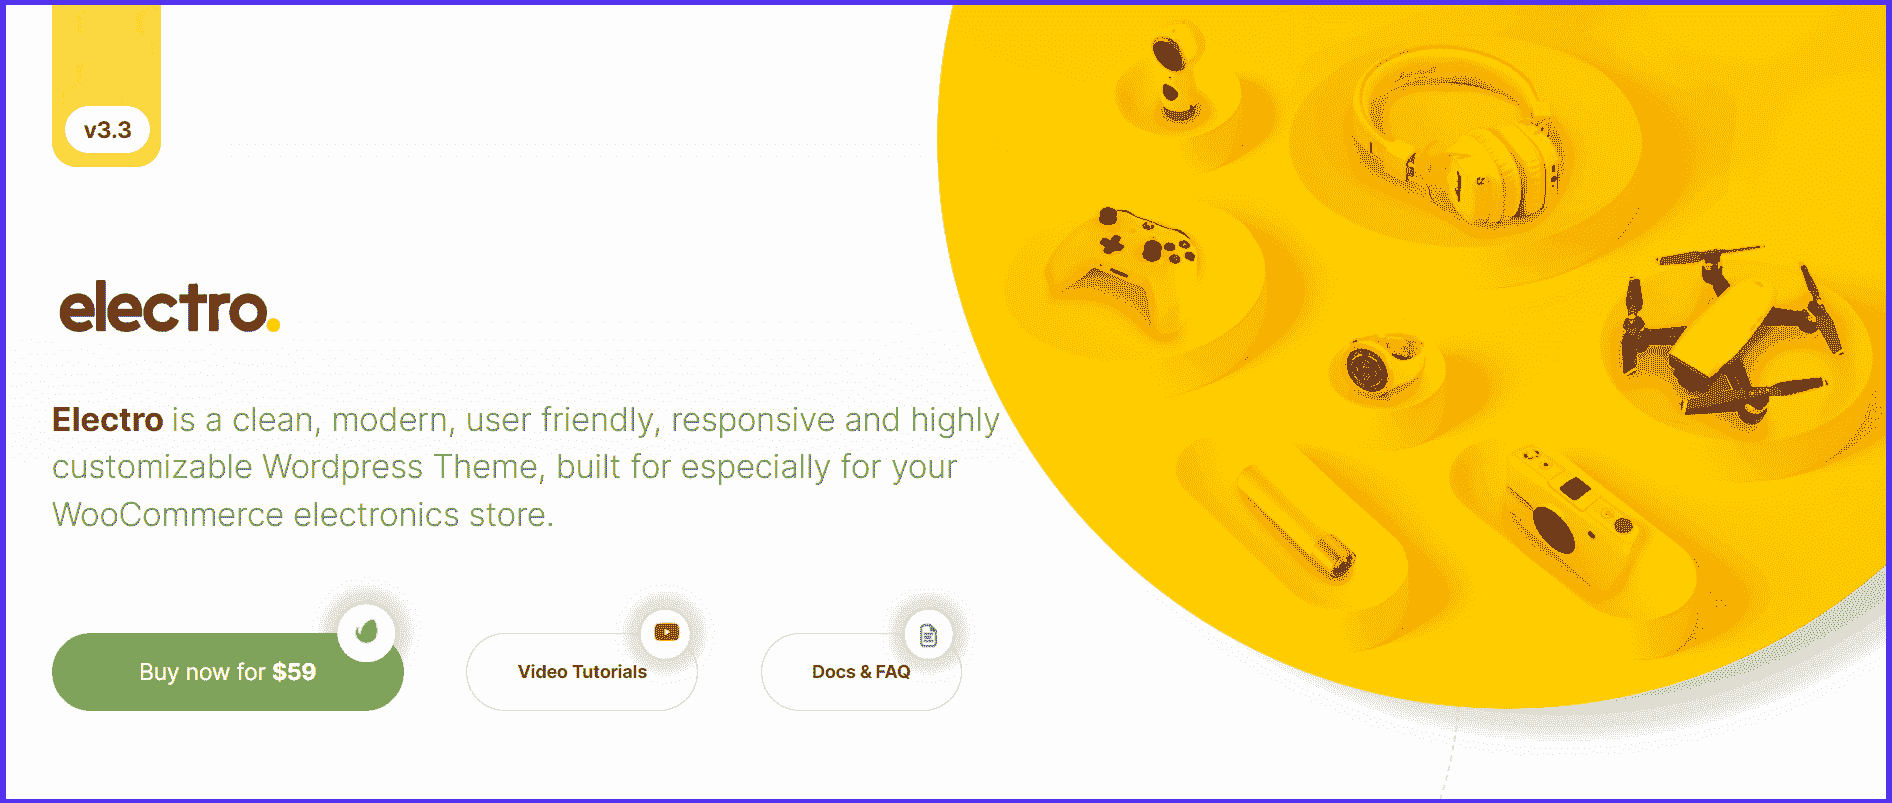 v3.3
electro.
Electro is a clean, modern, user friendly, responsive and highly
customizable Wordpress Theme, built for especially for your
WooCommerce electronics store.
Buy now for $59
Video Tutorials
Docs & FAQ